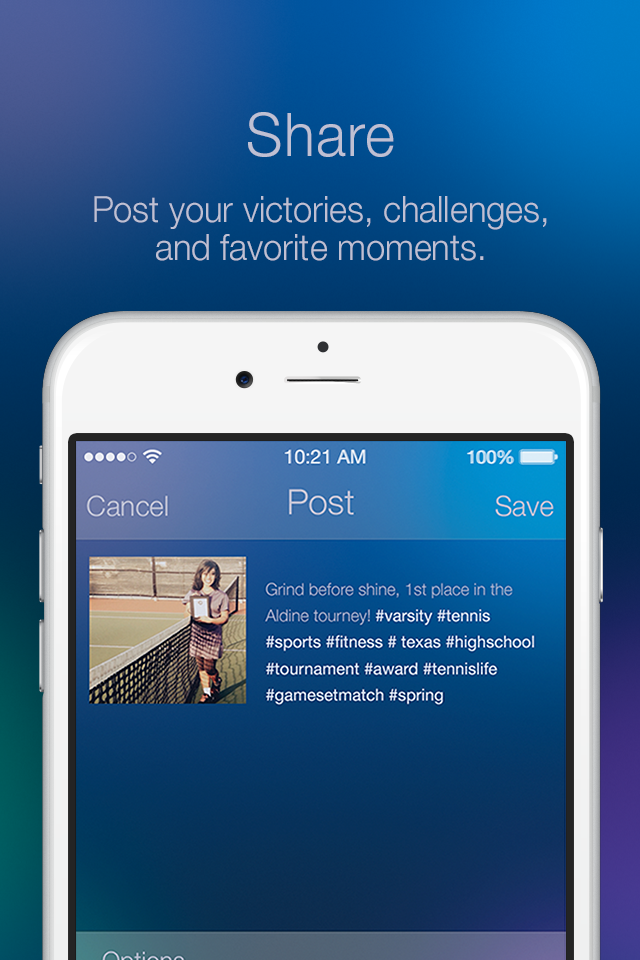 Share
Post your victories, challenges,
and favorite moments.
10:21 AM 100%
Cancel Post Save
Grind before shine, 1st place in the
Aldine tourney! #varsity #tennis
#sports #fitness # texas #highschool
#tournament #award #tennislife
#gamesetmatch #spring
Options